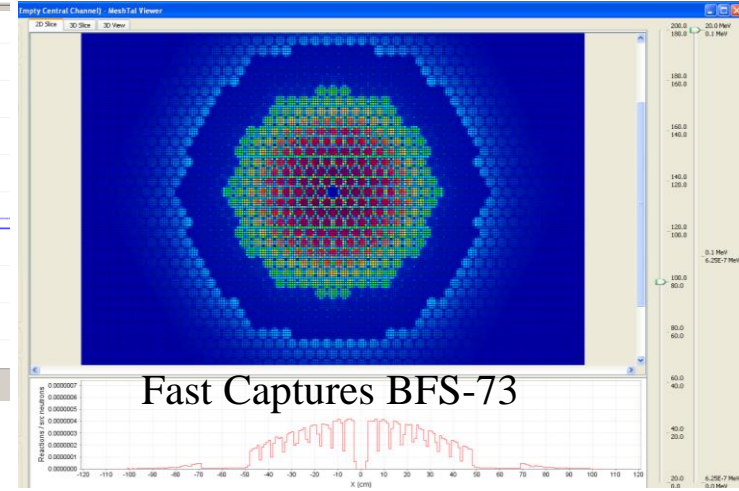 Empty Central Channel) - MeshTal Viewer
2D Slice 3D Slice 3D View
200.0
180.0
180.0
160.0
160.0
140.0
140.0
120.0
120.0
100.0
100.0
80.0
80.0
60.0
60.0
40.0
40.0
20.0
20.0
0.0
20.0 MeV
0.1 MeV
0.1 MeV
6.25E-7 MeV
6.25E-7 MeV
0.0 MeV
Fast Captures BFS-73
Reactions / src neutrons
0.0000007
0.0000006
0.0000005
0.0000004
0.0000003
0.0000002
0.0000001
0.0000000
-120 -110 -100 -90 -80 -70 -60 -50 -40 -30 -20 -10 0 10 20 30 40 50 60 70 80 90 100 110 120
X (cm)